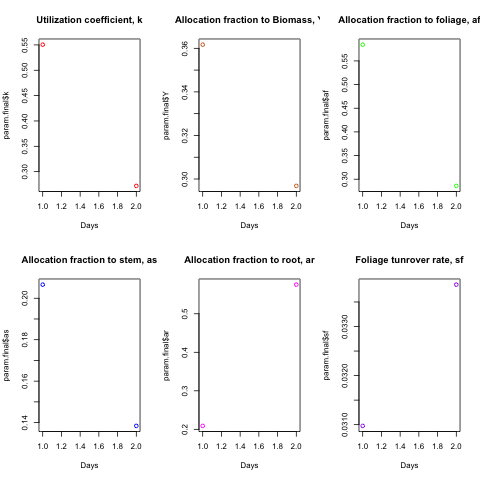 Utilization coefficient, k
Allocation fraction to Biomass, Y
Allocation fraction to foliage, af
param.final$k
0.30 0.35 0.40 0.45 0.50 0.55
1.0 1.2 1.4 1.6 1.8 2.0
Days
param.final$Y
0.30 0.32 0.34 0.36
1.0 1.2 1.4 1.6 1.8 2.0
Days
param.final$af
0.30 0.35 0.40 0.45 0.50 0.55
1.0 1.2 1.4 1.6 1.8 2.0
Days
Allocation fraction to stem, as
Allocation fraction to root, ar
Foliage tunrover rate, sf
param.final$as
0.14 0.16 0.18 0.20
1.0 1.2 1.4 1.6 1.8 2.0
Days
param.final$ar
0.2 0.3 0.4 0.5
1.0 1.2 1.4 1.6 1.8 2.0
Days
param.final$sf
0.0310 0.0320 0.0330
1.0 1.2 1.4 1.6 1.8 2.0
Days